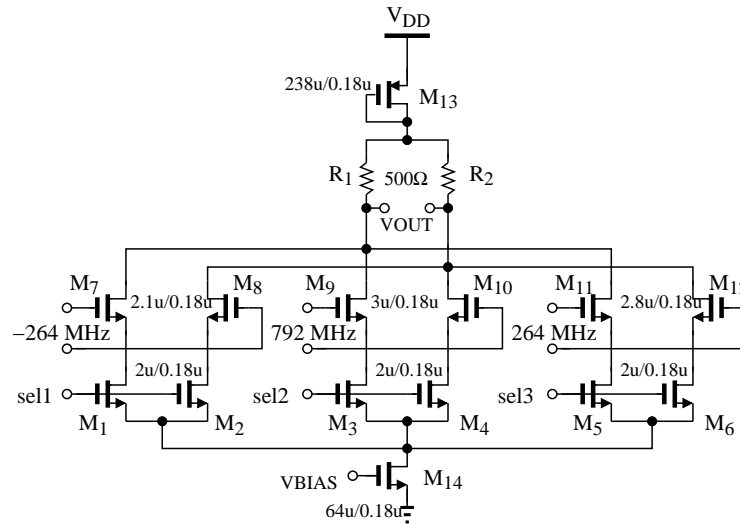 VDD
238u/0.18u
M13
R1 500Ω R2
VOUT
M7 2.1u/0.18u M8 M9 3u/0.18u M10 M11 2.8u/0.18u
−264 MHz 792 MHz 264 MHz
2u/0.18u 2u/0.18u 2u/0.18u
sel1 sel2 sel3
M1 M2 M3 M4 M5 M6
VBIAS M14
64u/0.18u